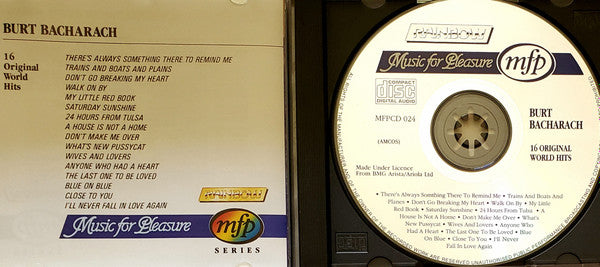 BURT BACHARACH
16
Original
World
Hits
THERE'S ALWAYS SOMETHING THERE TO REMIND ME
TRAINS AND BOATS AND PLAINS
DON'T GO BREAKING MY HEART
WALK ON BY
MY LITTLE RED BOOK
SATURDAY SUNSHINE
24 HOURS FROM TULSA
A HOUSE IS NOT A HOME
DON'T MAKE ME OVER
WHAT'S NEW PUSSYCAT
WIVES AND LOVERS
ANYONE WHO HAD A HEART
THE LAST ONE TO BE LOVED
BLUE ON BLUE
CLOSE TO YOU
I'LL NEVER FALL IN LOVE AGAIN
RAINBOW
Music for Pleasure mfp
SERIES
RAINBOW
Music for Pleasure mfp
COMPACT
disc
DIGITAL AUDIO
MFPCD 024
(AMCOS)
BURT
BACHARACH
16 ORIGINAL
WORLD HITS
Made Under Licence
From BMG Arista/Ariola Ltd
• There's Always Something There To Remind Me • Trains And Boats And
Planes • Don't Go Breaking My Heart • Walk On By • My Little
Red Book • Saturday Sunshine • 24 Hours From Tulsa • A
House Is Not A Home • Don't Make Me Over • What's
New Pussycat • Wives And Lovers • Anyone Who
Had A Heart • The Last One To Be Loved • Blue
On Blue • Close To You • I'll Never
Fall In Love Again